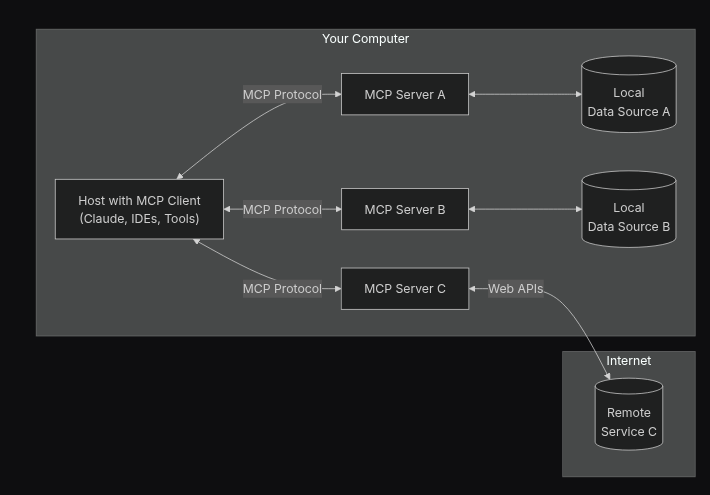 Your Computer
MCP Protocol
MCP Server A
Local
Data Source A
Host with MCP Client
(Claude, IDEs, Tools)
MCP Protocol
MCP Server B
Local
Data Source B
MCP Protocol
MCP Server C
Web APIs
Internet
Remote
Service C